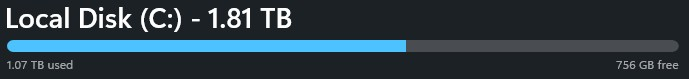 Local Disk (C:) - 1.81 TB
1.07 TB used
756 GB free